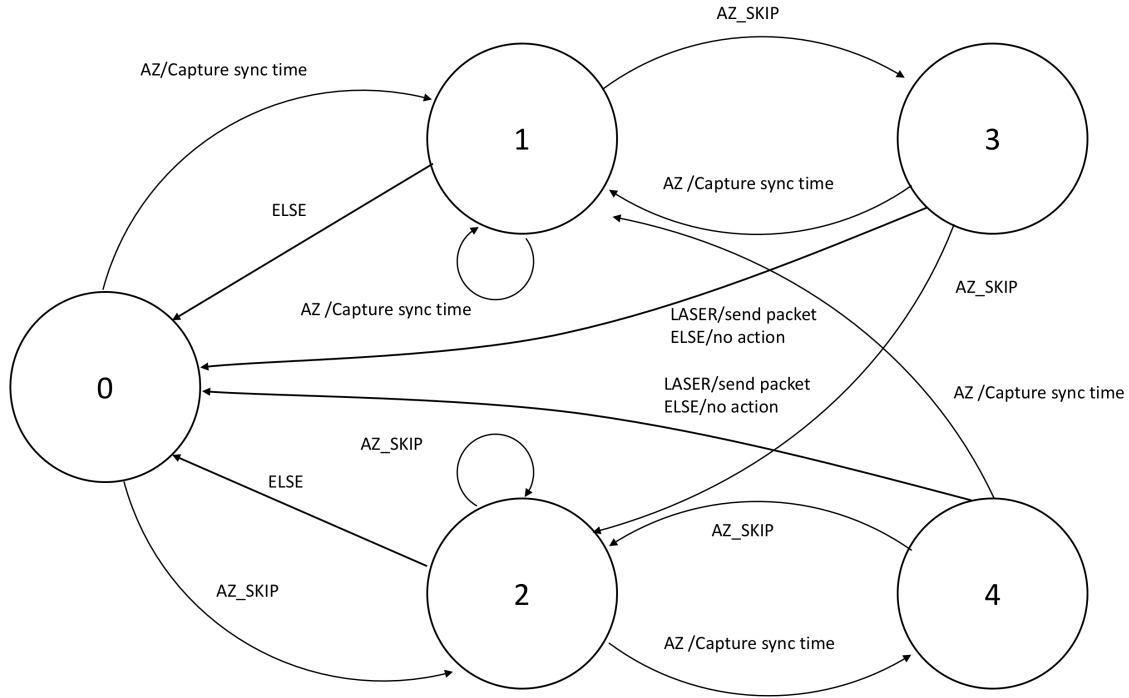 AZ_SKIP
AZ/Capture sync time
1
3
AZ /Capture sync time
ELSE
AZ_SKIP
AZ /Capture sync time
LASER/send packet
ELSE/no action
0
LASER/send packet
ELSE/no action
AZ /Capture sync time
AZ_SKIP
ELSE
AZ_SKIP
AZ_SKIP
2
4
AZ /Capture sync time